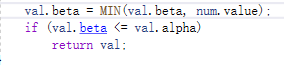 val.beta = MIN(val.beta, num.value);
if (val.beta <= val.alpha)
return val;